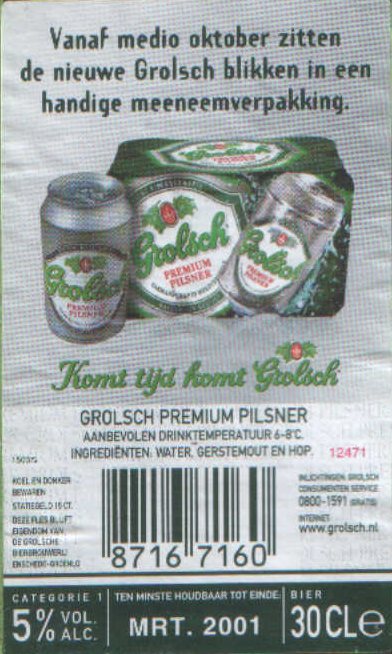 Vanaf medio oktober zitten
de nieuwe Grolsch blikken in een
handige meeneemverpakking.
Grolsch
PREMIUM
PILSNER
Grolsch
PREMIUM
PILSNER
Grolsch
PREMIUM
PILSNER
Komt tijd komt Grolsch
GROLSCH PREMIUM PILSNER
AANBEVOLEN DRINKTEMPERATUUR 6-8°C.
INGREDIËNTEN: WATER, GERSTEMOUT EN HOP.
12471
KOEL EN DONKER
BEWAREN
STATIEGELD 15 CT.
DEZE FLES BLIJFT
EIGENDOM VAN
DE GROLSCHE
BIERBROUWERIJ
ENSCHEDE-GROENLO
INLICHTINGEN GROLSCH
CONSUMENTEN SERVICE
0800-1591 (GRATIS)
INTERNET
www.grolsch.nl
8716 7160
CATEGORIE 1
5% VOL.
ALC.
TEN MINSTE HOUDBAAR TOT EINDE:
MRT. 2001
BIER
30 CL e